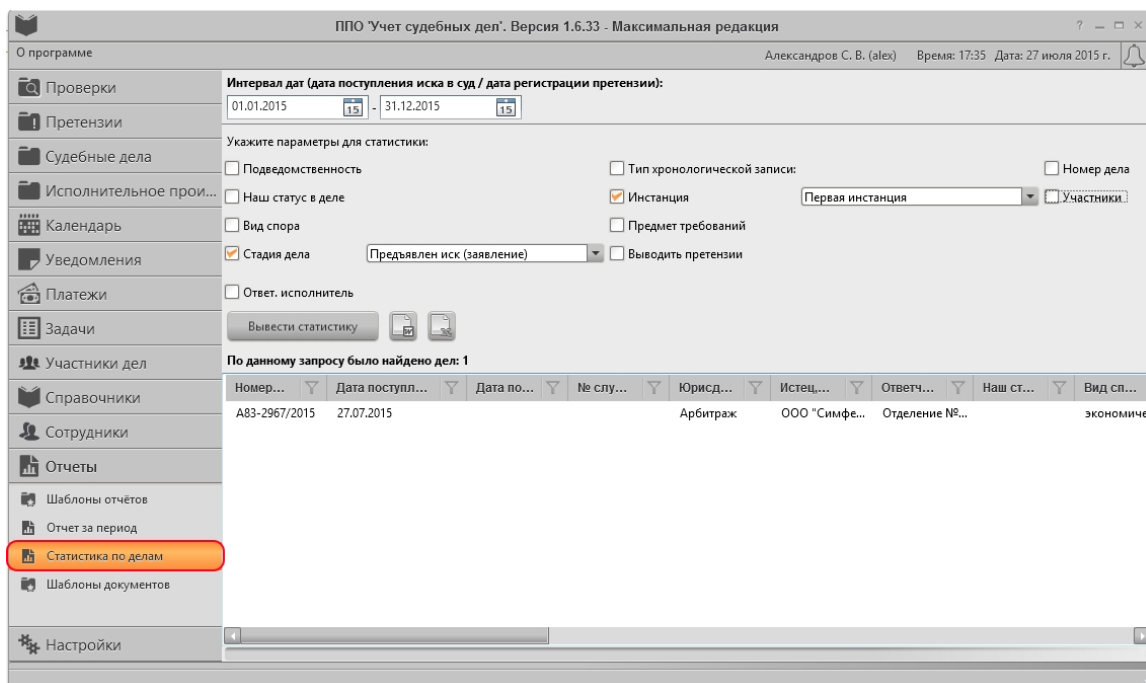 ППО 'Учет судебных дел'. Версия 1.6.33 - Максимальная редакция
О программе
Александров С. В. (alex) Время: 17:35 Дата: 27 июля 2015 г.
Проверки
Претензии
Судебные дела
Исполнительное прои...
Календарь
Уведомления
Платежи
Задачи
Участники дел
Справочники
Сотрудники
Отчеты
Шаблоны отчётов
Отчет за период
Статистика по делам
Шаблоны документов
Настройки
Интервал дат (дата поступления иска в суд / дата регистрации претензии):
01.01.2015 15 - 31.12.2015 15
Укажите параметры для статистики:
Подведомственность Тип хронологической записи: Номер дела
Наш статус в деле Инстанция Первая инстанция Участники
Вид спора Предмет требований
Стадия дела Предъявлен иск (заявление) Выводить претензии
Ответ. исполнитель
Вывести статистику
По данному запросу было найдено дел: 1
Номер... Дата поступл... Дата по... № слу... Юрисд... Истец,... Ответч... Наш ст... Вид сп...
А83-2967/2015 27.07.2015 Арбитраж ООО "Симфе... Отделение №... экономиче